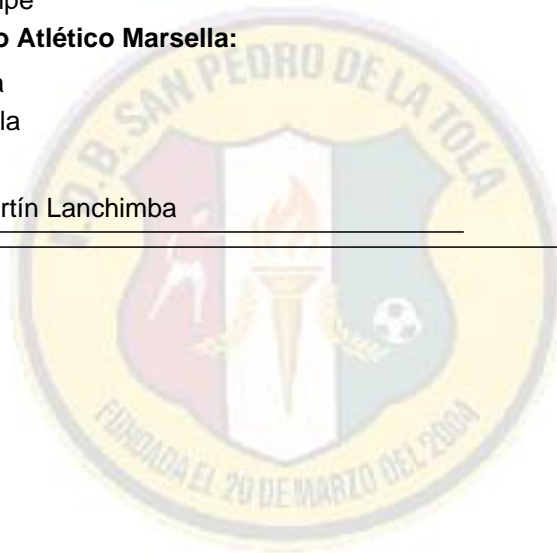 pe
o Atlético Marsella:
a
la
rtín Lanchimba
L.D.B. SAN PEDRO DE LA TOLA
FUNDADA EL 20 DE MARZO DEL 2004